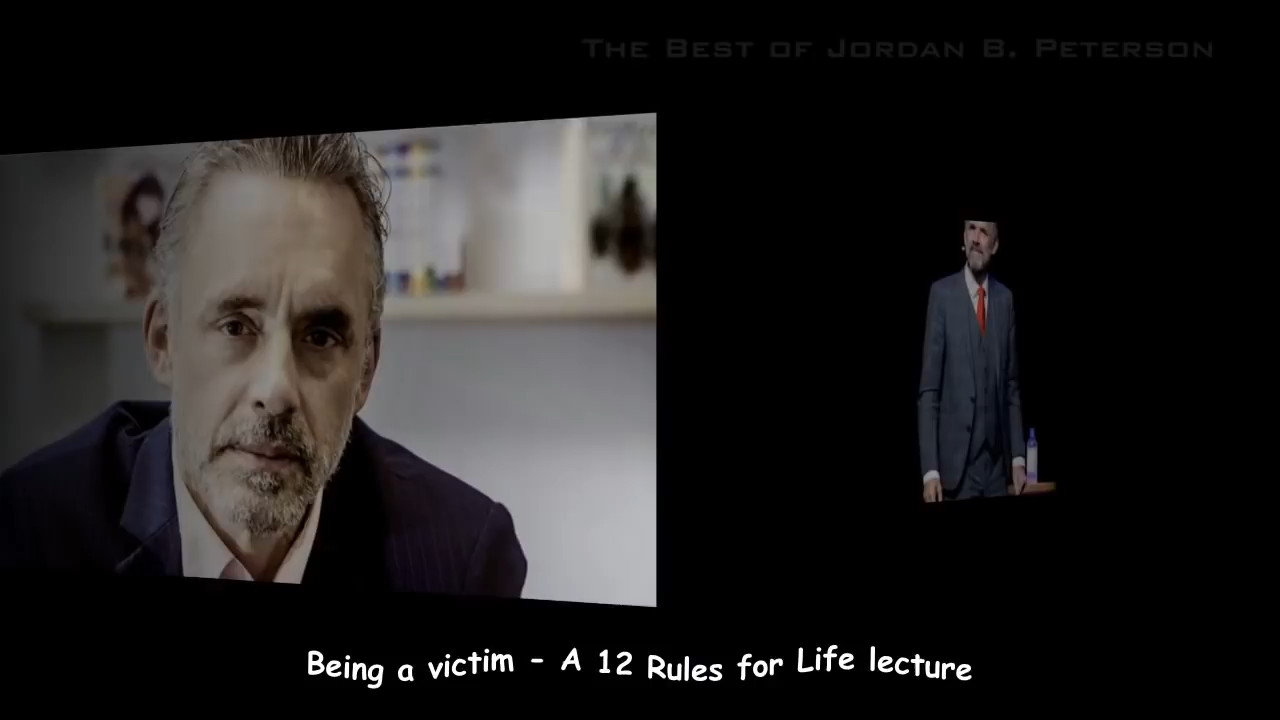 The Best of Jordan B. Peterson
Being a victim - A 12 Rules for Life lecture